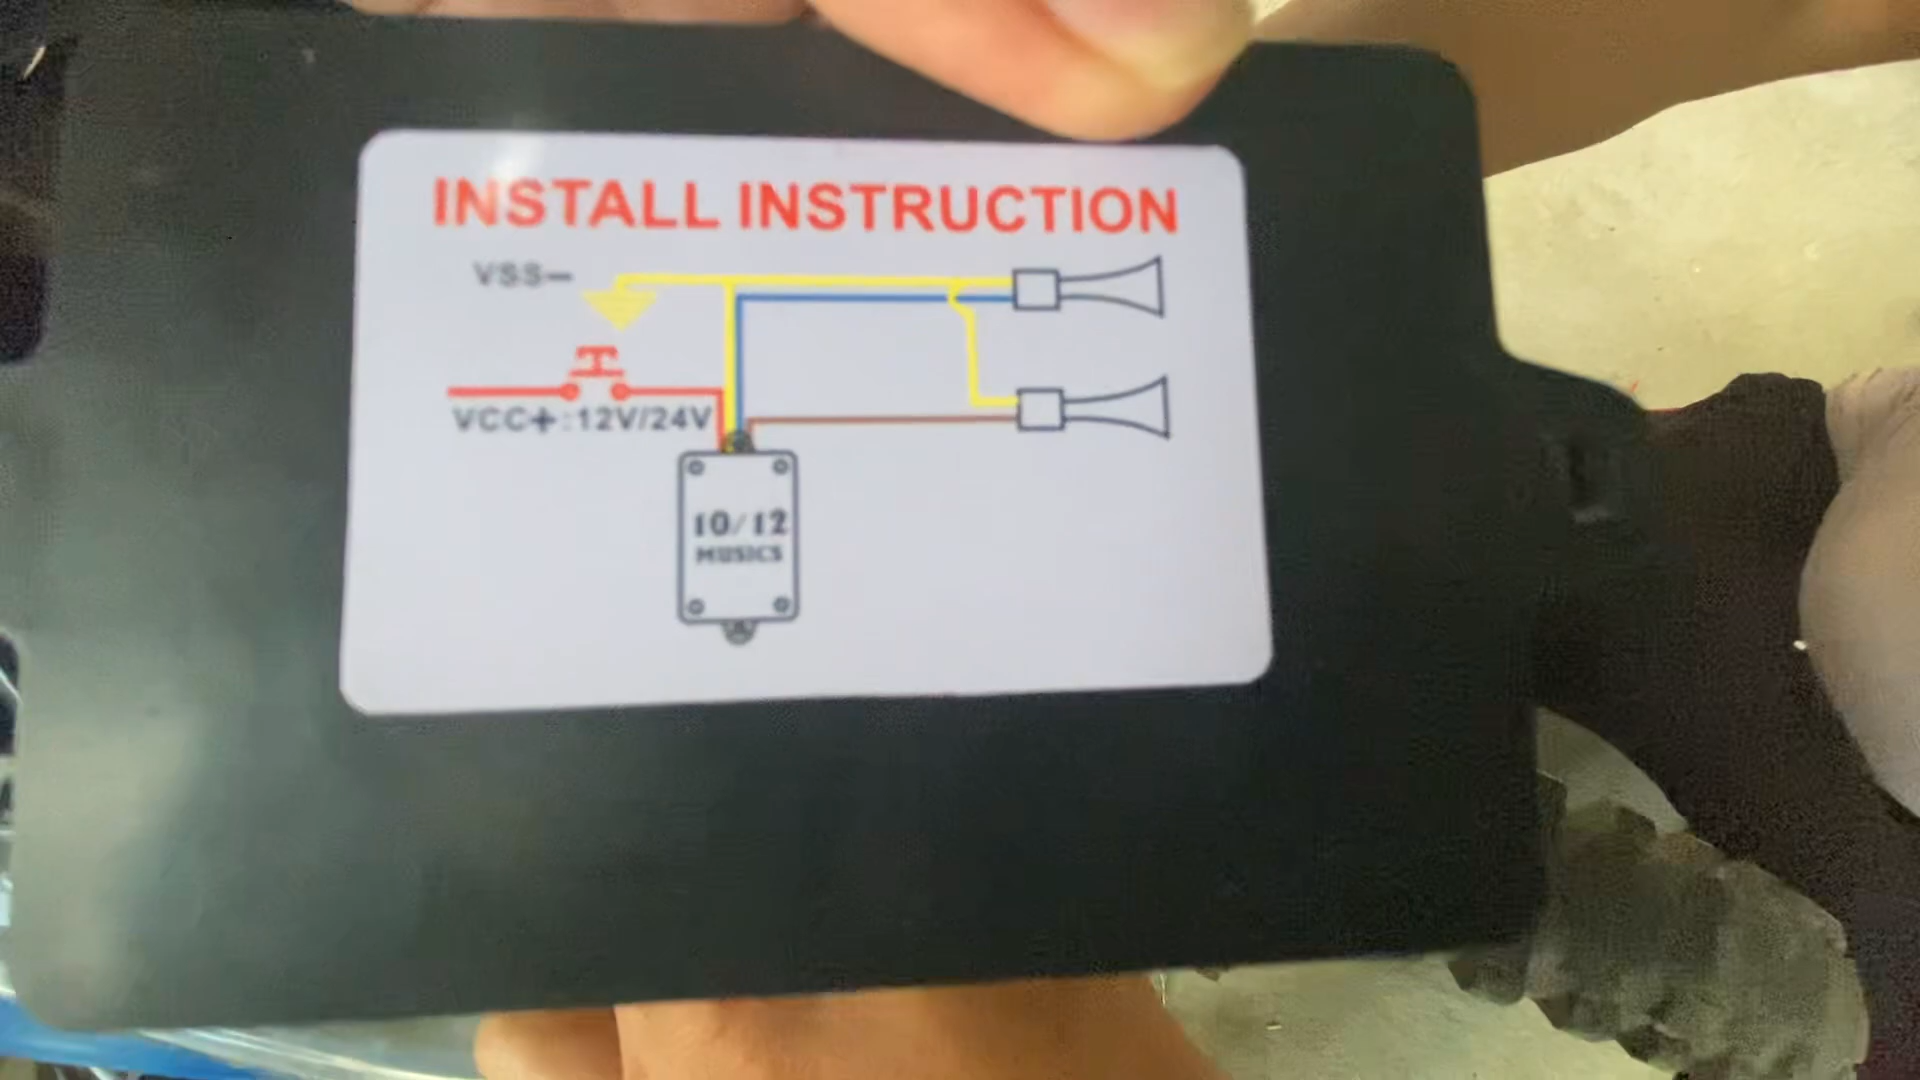 INSTALL INSTRUCTION
VSS−
VCC+:12V/24V
10/12
MUSICS